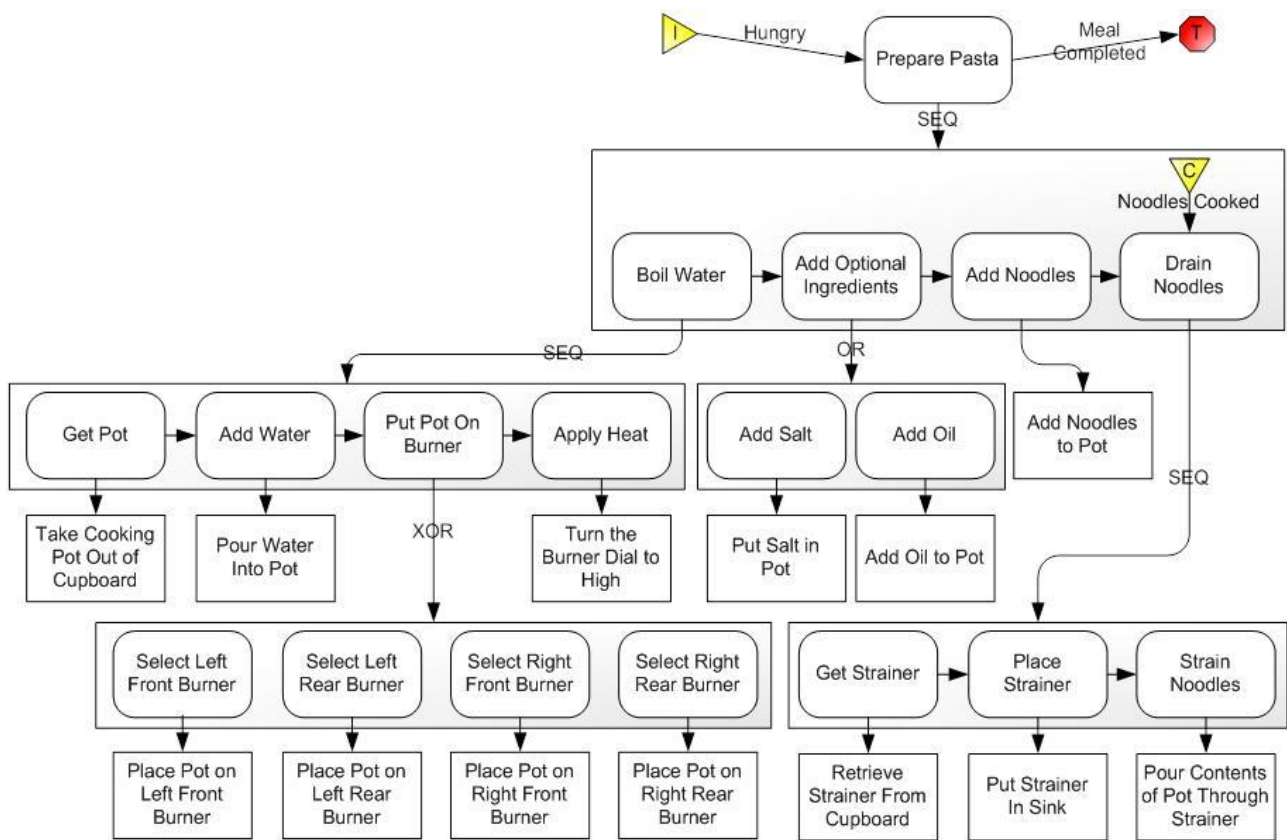 I
Hungry
Prepare Pasta
Meal
Completed
T
SEQ
C
Noodles Cooked
Boil Water
Add Optional
Ingredients
Add Noodles
Drain
Noodles
SEQ
OR
Get Pot
Add Water
Put Pot On
Burner
Apply Heat
Add Salt
Add Oil
Add Noodles
to Pot
SEQ
Take Cooking
Pot Out of
Cupboard
Pour Water
Into Pot
XOR
Turn the
Burner Dial to
High
Put Salt in
Pot
Add Oil to Pot
Select Left
Front Burner
Select Left
Rear Burner
Select Right
Front Burner
Select Right
Rear Burner
Get Strainer
Place
Strainer
Strain
Noodles
Place Pot on
Left Front
Burner
Place Pot on
Left Rear
Burner
Place Pot on
Right Front
Burner
Place Pot on
Right Rear
Burner
Retrieve
Strainer From
Cupboard
Put Strainer
In Sink
Pour Contents
of Pot Through
Strainer